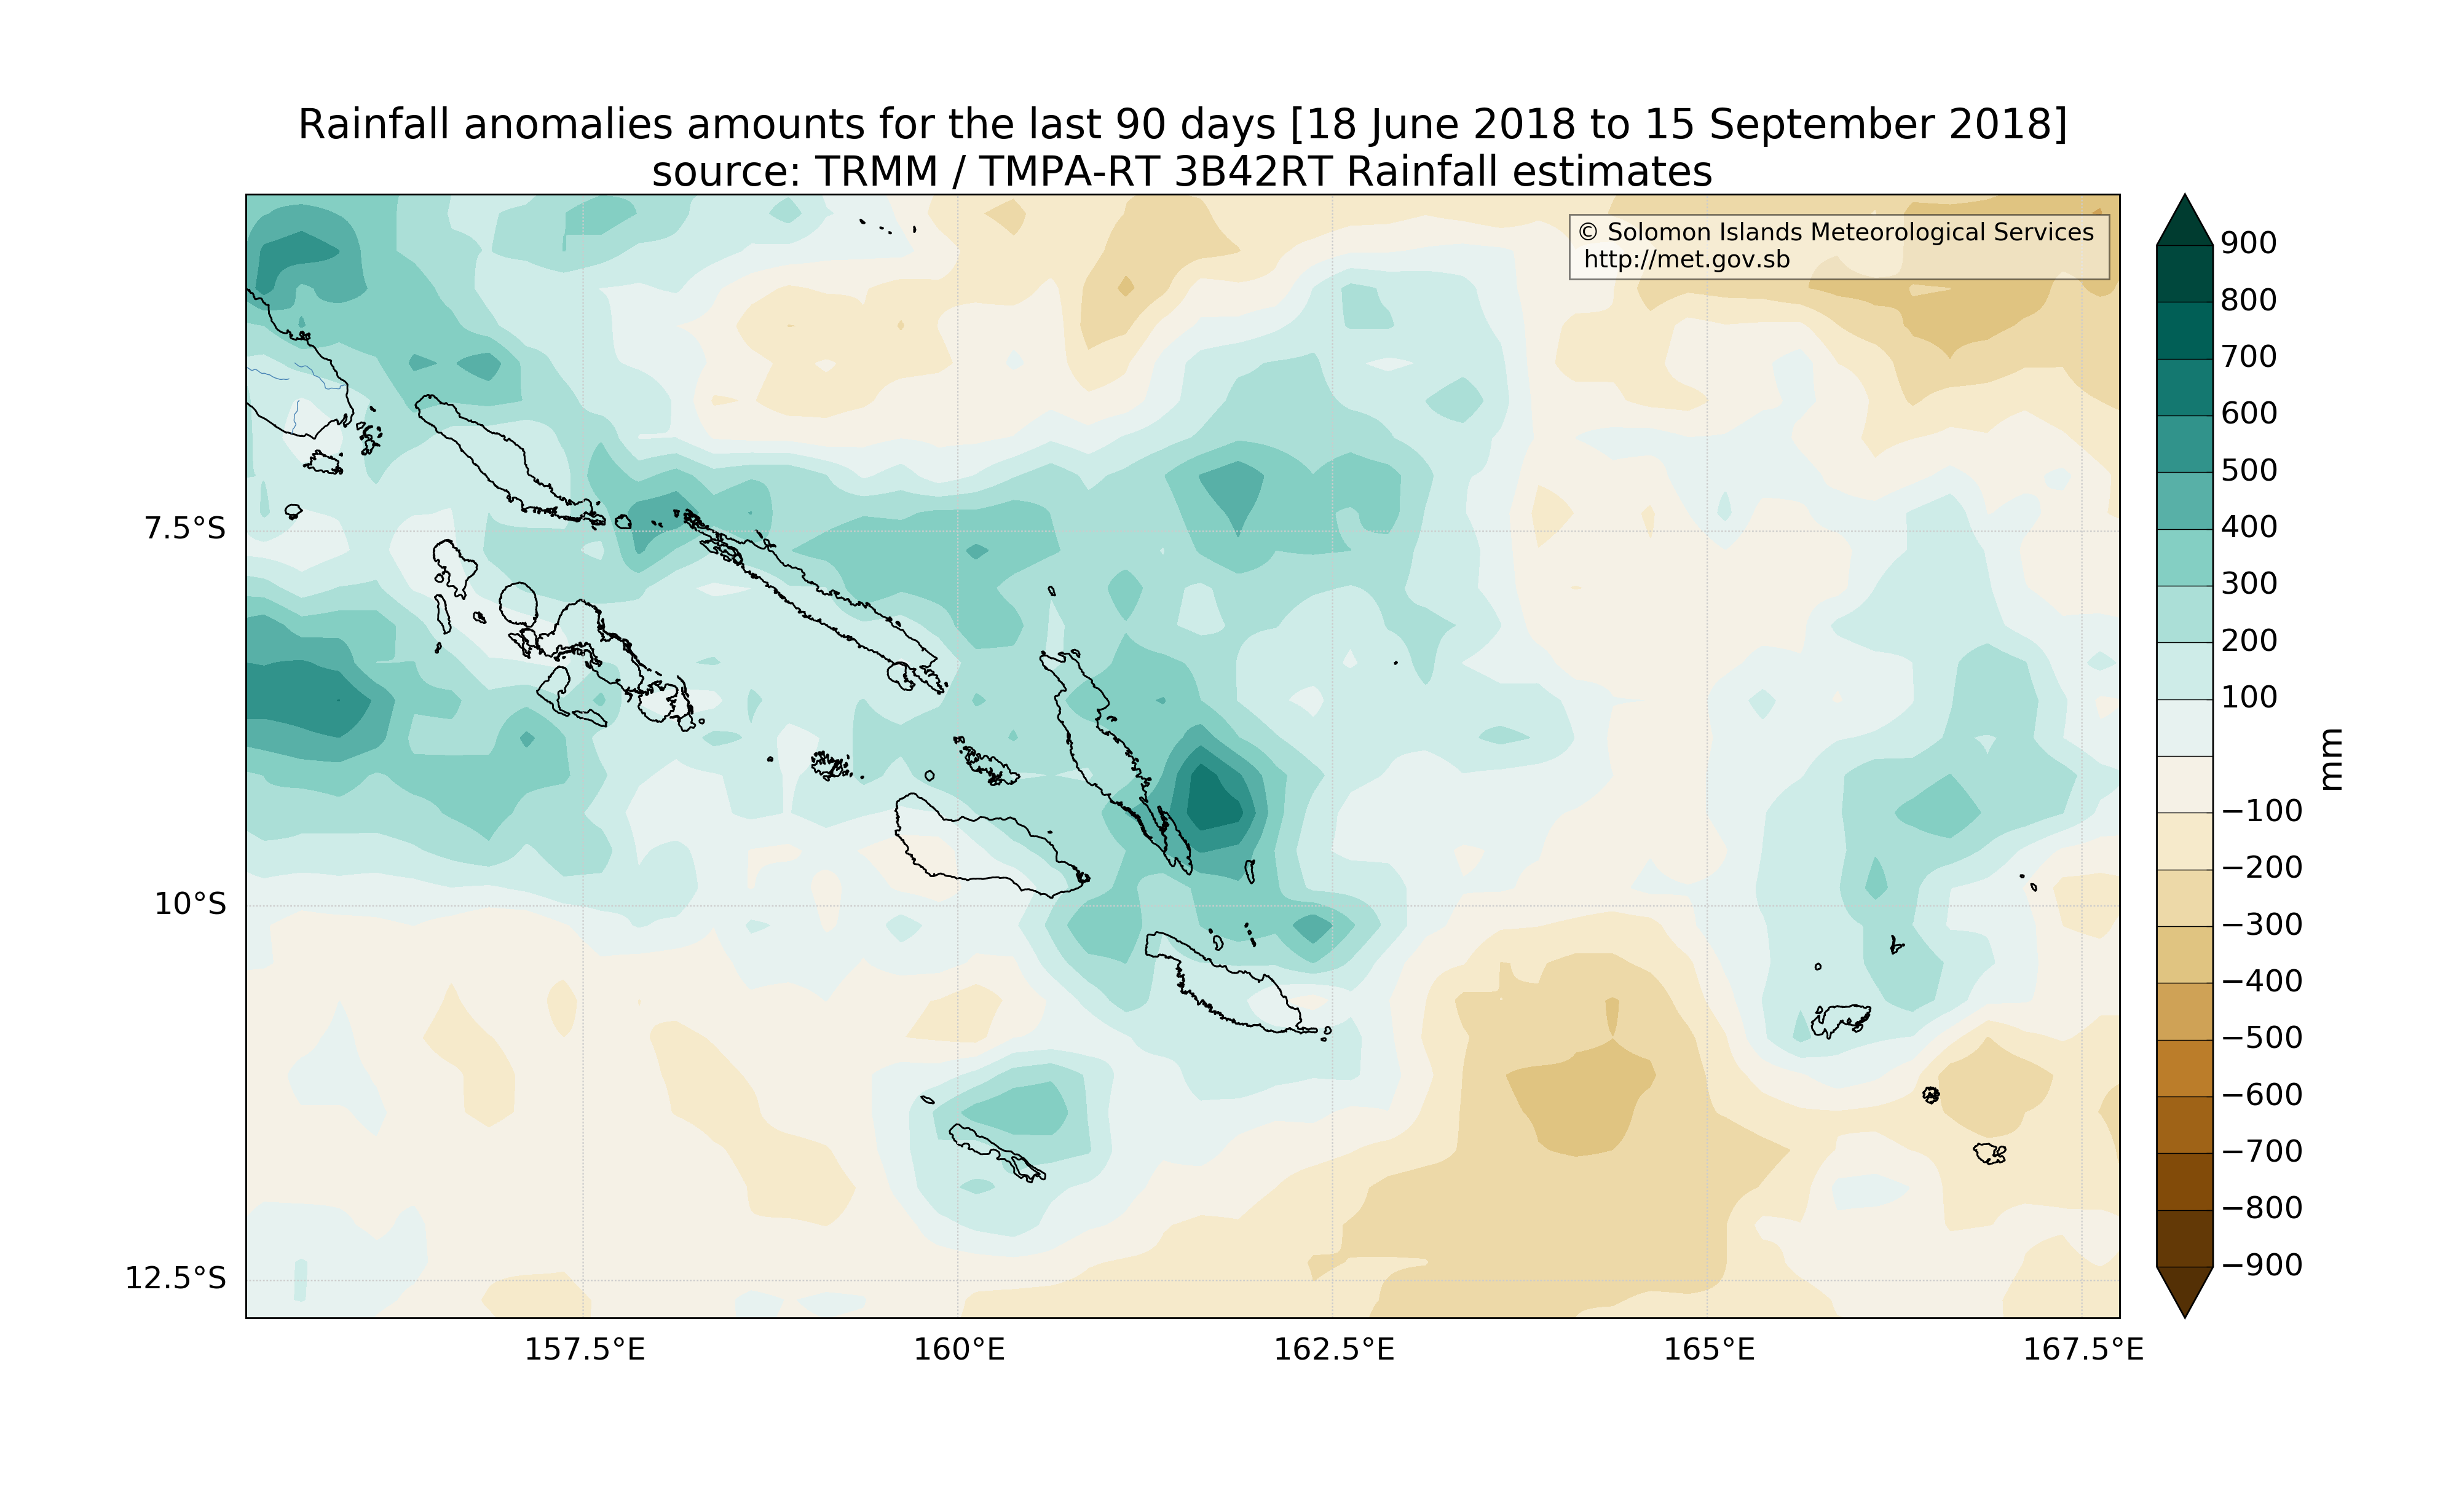 Rainfall anomalies amounts for the last 90 days [18 June 2018 to 15 September 2018]
source: TRMM / TMPA-RT 3B42RT Rainfall estimates
© Solomon Islands Meteorological Services
http://met.gov.sb
7.5°S
10°S
12.5°S
157.5°E
160°E
162.5°E
165°E
167.5°E
900
800
700
600
500
400
300
200
100
−100
−200
−300
−400
−500
−600
−700
−800
−900
mm